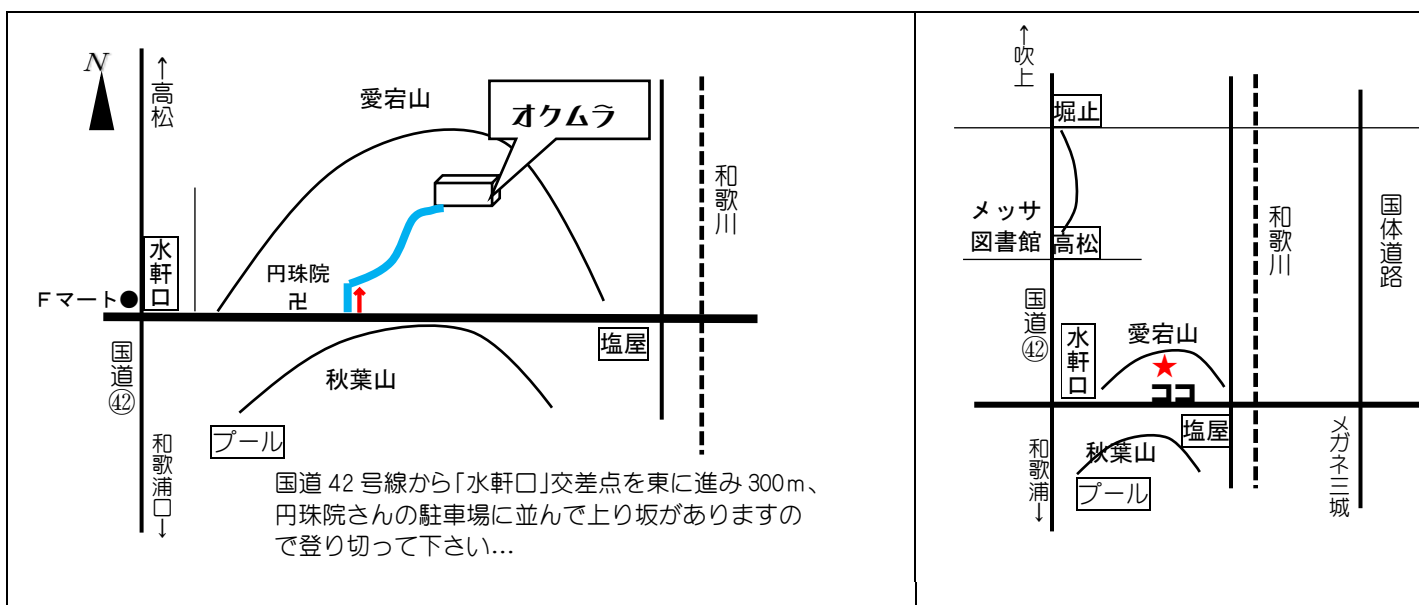 N
↑高松
愛宕山
オクムラ
和歌川
水軒口
Fマート●
円珠院
卍
塩屋
国道㊷
秋葉山
プール
和歌浦口↓
国道 42 号線から「水軒口」交差点を東に進み 300m、
円珠院さんの駐車場に並んで上り坂がありますの
で登り切って下さい…
↑吹上
堀止
メッサ
図書館
高松
和歌川
国体道路
国道㊷
水軒口
愛宕山
★
ココ
塩屋
秋葉山
プール
和歌浦↓
メガネ三城